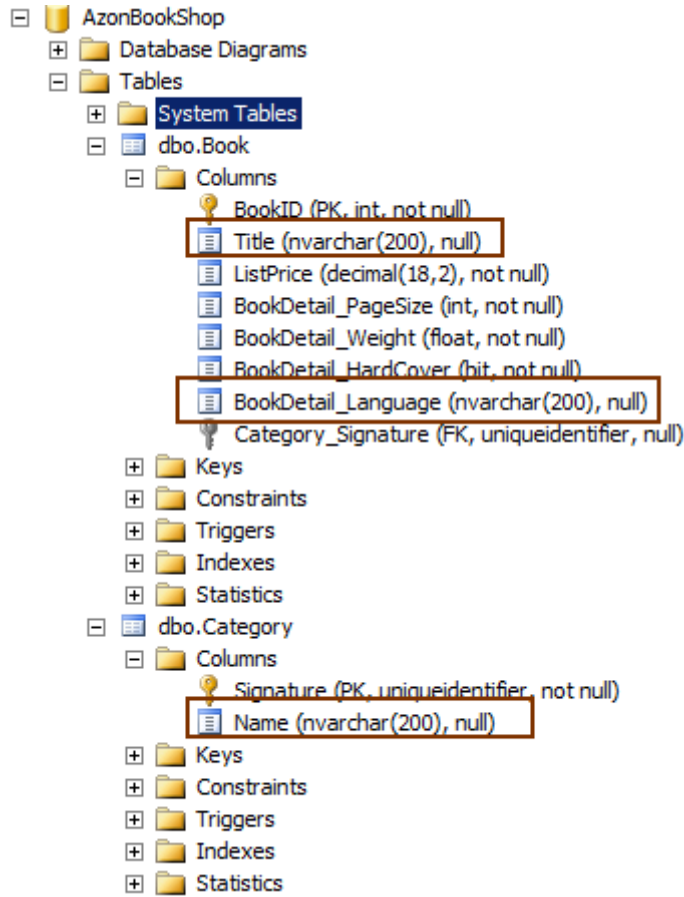 AzonBookShop
Database Diagrams
Tables
System Tables
dbo.Book
Columns
BookID (PK, int, not null)
Title (nvarchar(200), null)
ListPrice (decimal(18,2), not null)
BookDetail_PageSize (int, not null)
BookDetail_Weight (float, not null)
BookDetail_HardCover (bit, not null)
BookDetail_Language (nvarchar(200), null)
Category_Signature (FK, uniqueidentifier, null)
Keys
Constraints
Triggers
Indexes
Statistics
dbo.Category
Columns
Signature (PK, uniqueidentifier, not null)
Name (nvarchar(200), null)
Keys
Constraints
Triggers
Indexes
Statistics